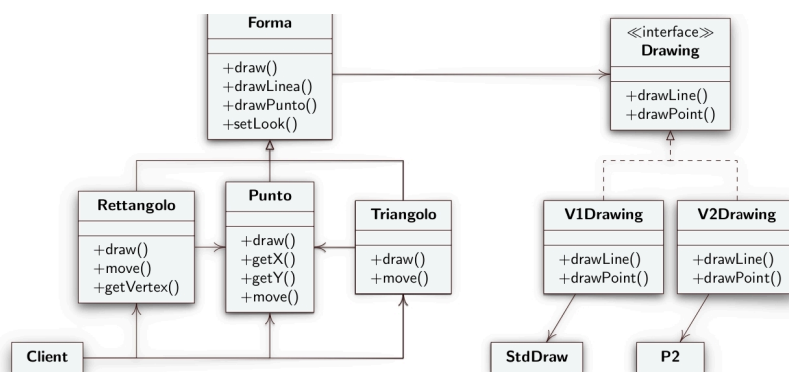 Forma
+draw()
+drawLinea()
+drawPunto()
+setLook()
≪interface≫
Drawing
+drawLine()
+drawPoint()
Rettangolo
+draw()
+move()
+getVertex()
Punto
+draw()
+getX()
+getY()
+move()
Triangolo
+draw()
+move()
V1Drawing
+drawLine()
+drawPoint()
V2Drawing
+drawLine()
+drawPoint()
Client
StdDraw
P2